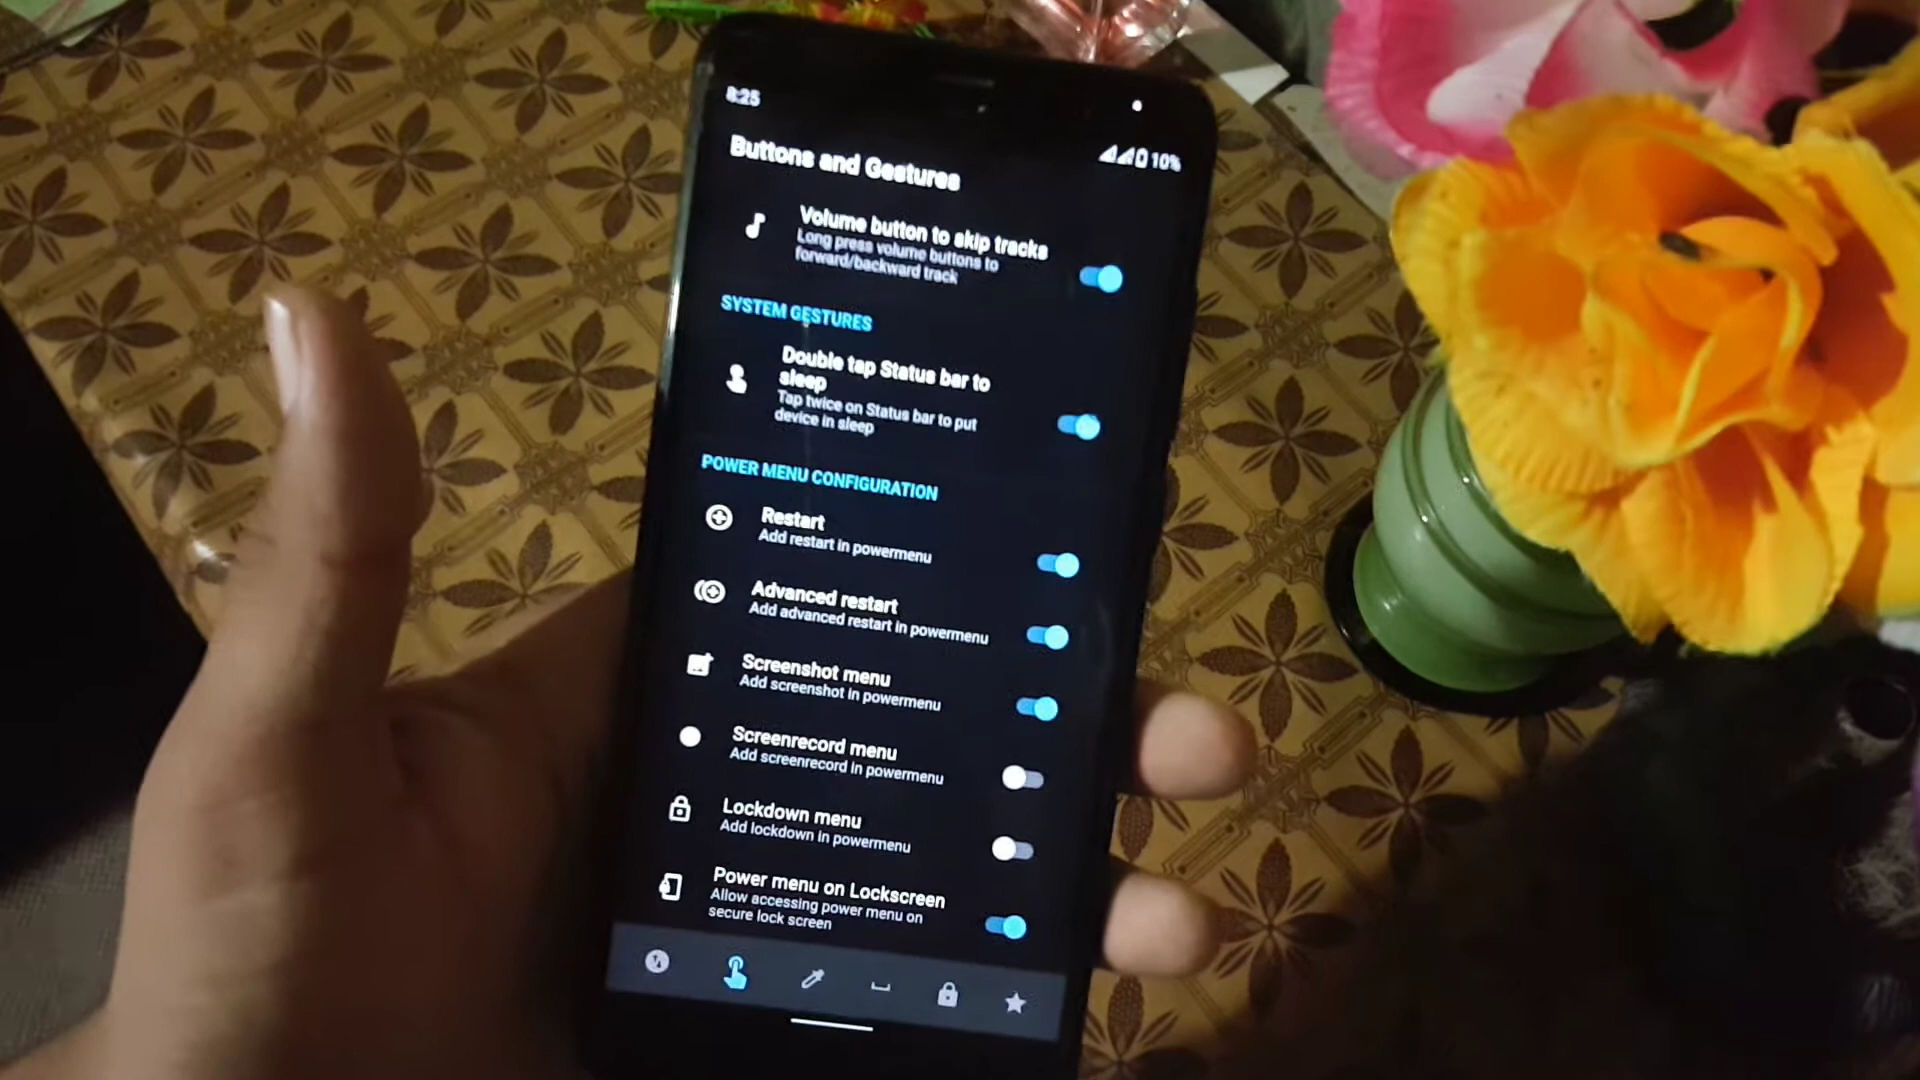 8:25
10%
Buttons and Gestures
Volume button to skip tracks
Long press volume buttons to
forward/backward track
SYSTEM GESTURES
Double tap Status bar to
sleep
Tap twice on Status bar to put
device in sleep
POWER MENU CONFIGURATION
Restart
Add restart in powermenu
Advanced restart
Add advanced restart in powermenu
Screenshot menu
Add screenshot in powermenu
Screenrecord menu
Add screenrecord in powermenu
Lockdown menu
Add lockdown in powermenu
Power menu on Lockscreen
Allow accessing power menu on
secure lock screen